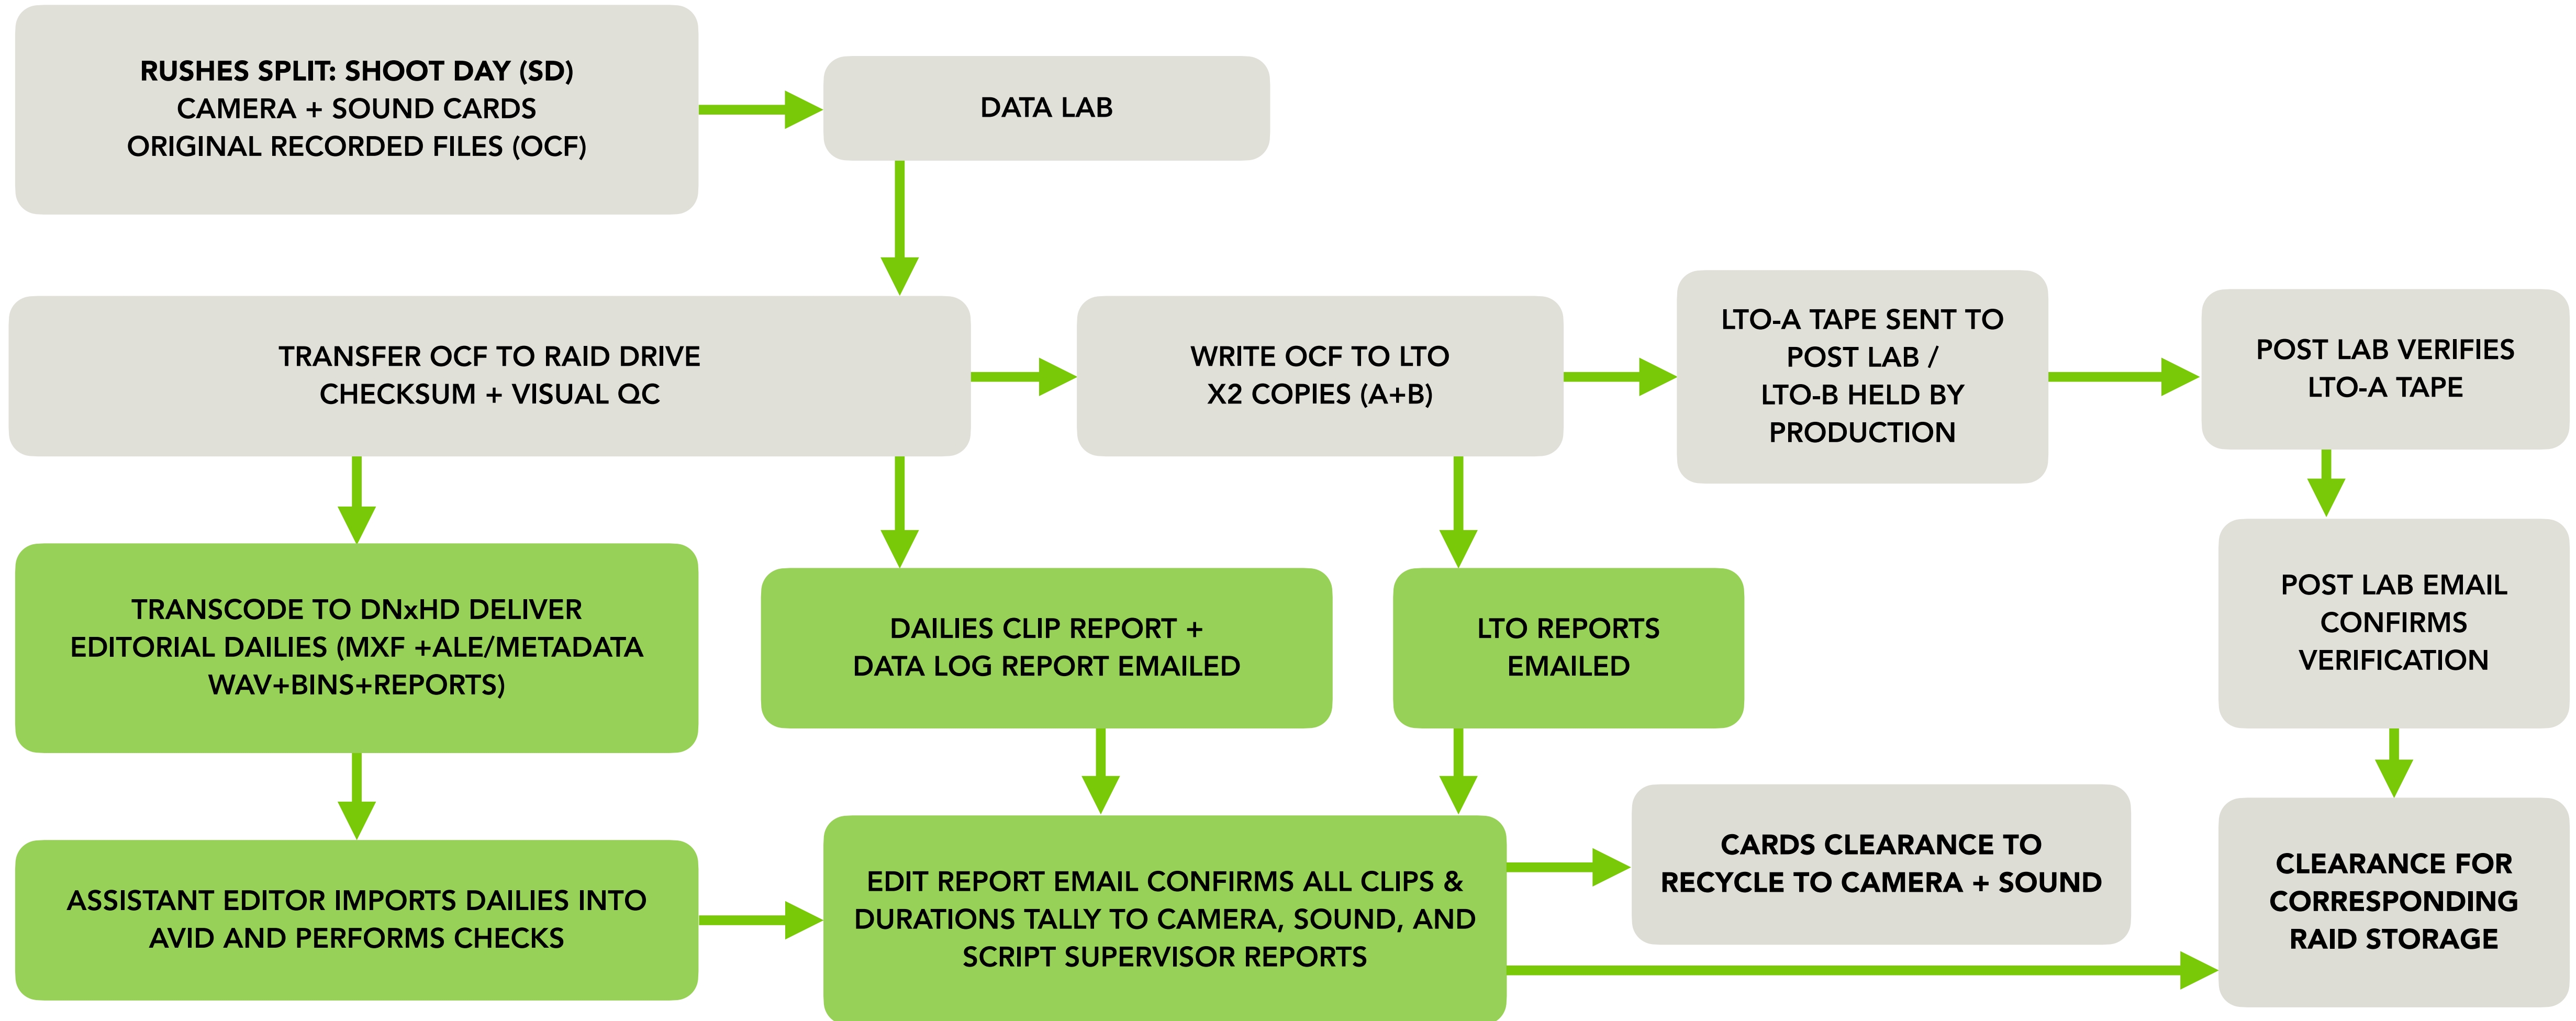 RUSHES SPLIT: SHOOT DAY (SD)
CAMERA + SOUND CARDS
ORIGINAL RECORDED FILES (OCF)
DATA LAB
TRANSFER OCF TO RAID DRIVE
CHECKSUM + VISUAL QC
WRITE OCF TO LTO
X2 COPIES (A+B)
LTO-A TAPE SENT TO
POST LAB /
LTO-B HELD BY
PRODUCTION
POST LAB VERIFIES
LTO-A TAPE
TRANSCODE TO DNxHD DELIVER
EDITORIAL DAILIES (MXF +ALE/METADATA
WAV+BINS+REPORTS)
DAILIES CLIP REPORT +
DATA LOG REPORT EMAILED
LTO REPORTS
EMAILED
POST LAB EMAIL
CONFIRMS
VERIFICATION
ASSISTANT EDITOR IMPORTS DAILIES INTO
AVID AND PERFORMS CHECKS
EDIT REPORT EMAIL CONFIRMS ALL CLIPS &
DURATIONS TALLY TO CAMERA, SOUND, AND
SCRIPT SUPERVISOR REPORTS
CARDS CLEARANCE TO
RECYCLE TO CAMERA + SOUND
CLEARANCE FOR
CORRESPONDING
RAID STORAGE